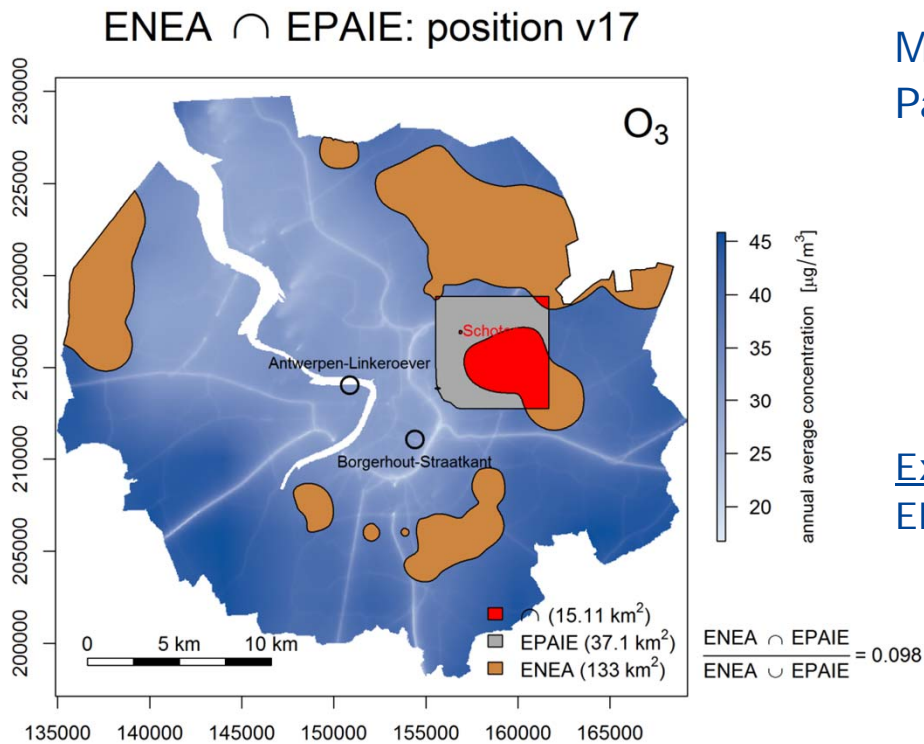 ENEA ∩ EPAIE: position v17
M
Pa
O3
230000
225000
220000
215000
210000
205000
200000
Antwerpen-Linkeroever
Borgerhout-Straatkant
45
40
35
30
25
20
annual average concentration [µg/m³]
Ex
0 5 km 10 km
∩ (15.11 km²)
EPAIE (37.1 km²)
ENEA (133 km²)
ENEA ∩ EPAIE
ENEA ∪ EPAIE
= 0.098
135000 140000 145000 150000 155000 160000 165000